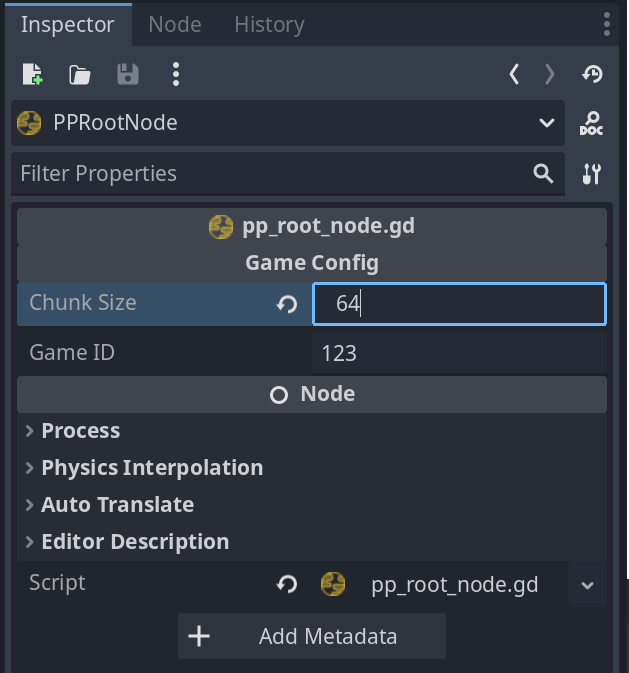 Inspector Node History
PPRootNode
DOC
Filter Properties
pp_root_node.gd
Game Config
Chunk Size 64
Game ID 123
Node
Process
Physics Interpolation
Auto Translate
Editor Description
Script pp_root_node.gd
Add Metadata